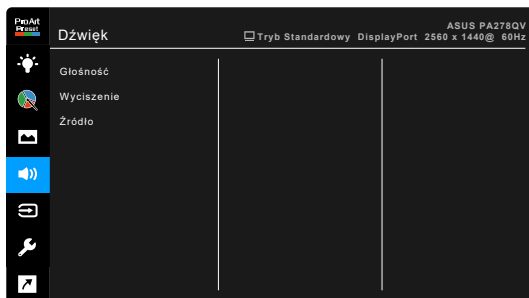 ProArt
Preset
Dźwięk
ASUS PA278QV
Tryb Standardowy DisplayPort 2560 x 1440@ 60Hz
Głośność
Wyciszenie
Źródło